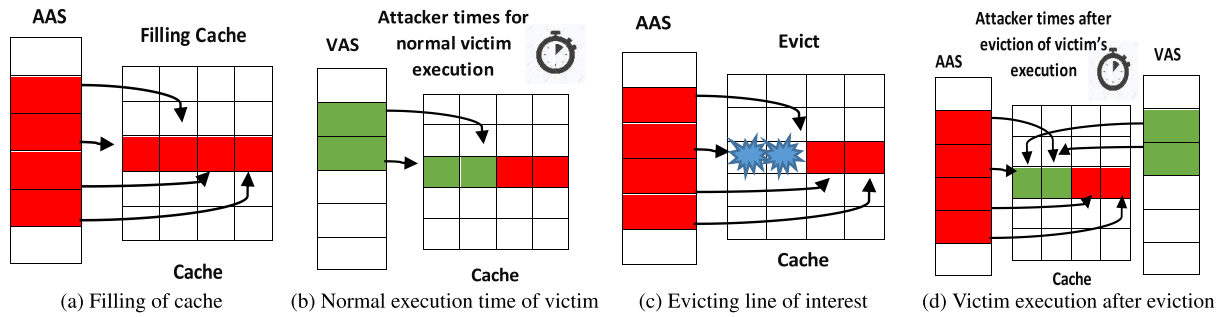 AAS
Filling Cache
Cache
(a) Filling of cache
Attacker times for
normal victim
execution
VAS
Cache
(b) Normal execution time of victim
AAS
Evict
Cache
(c) Evicting line of interest
Attacker times after
eviction of victim's
execution
AAS
VAS
Cache
(d) Victim execution after eviction